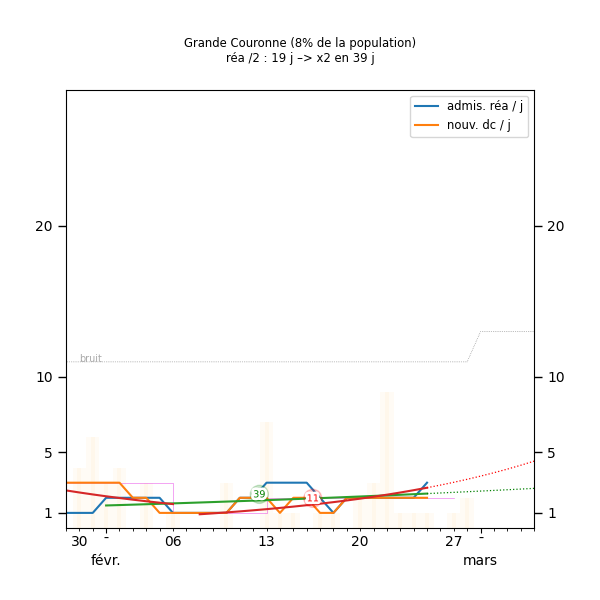 Grande Couronne (8% de la population)
réa /2 : 19 j −> x2 en 39 j
admis. réa / j
nouv. dc / j
20
20
bruit
10
10
5
5
39
11
1
1
30
-
06
13
20
27
-
févr.
mars